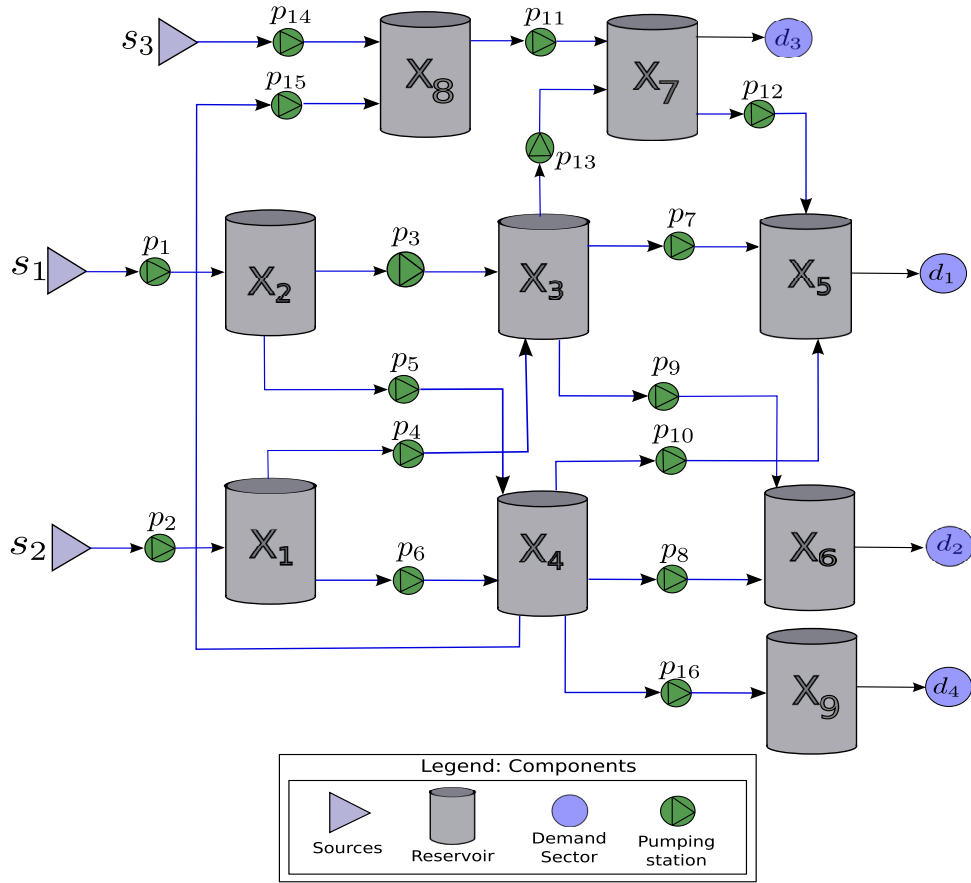 s3
p14
X8
p11
X7
d3
p15
p12
p13
s1
p1
X2
p3
X3
p7
X5
d1
p5
p9
p4
p10
s2
p2
X1
p6
X4
p8
X6
d2
p16
X9
d4
Legend: Components
Sources
Reservoir
Demand
Sector
Pumping
station